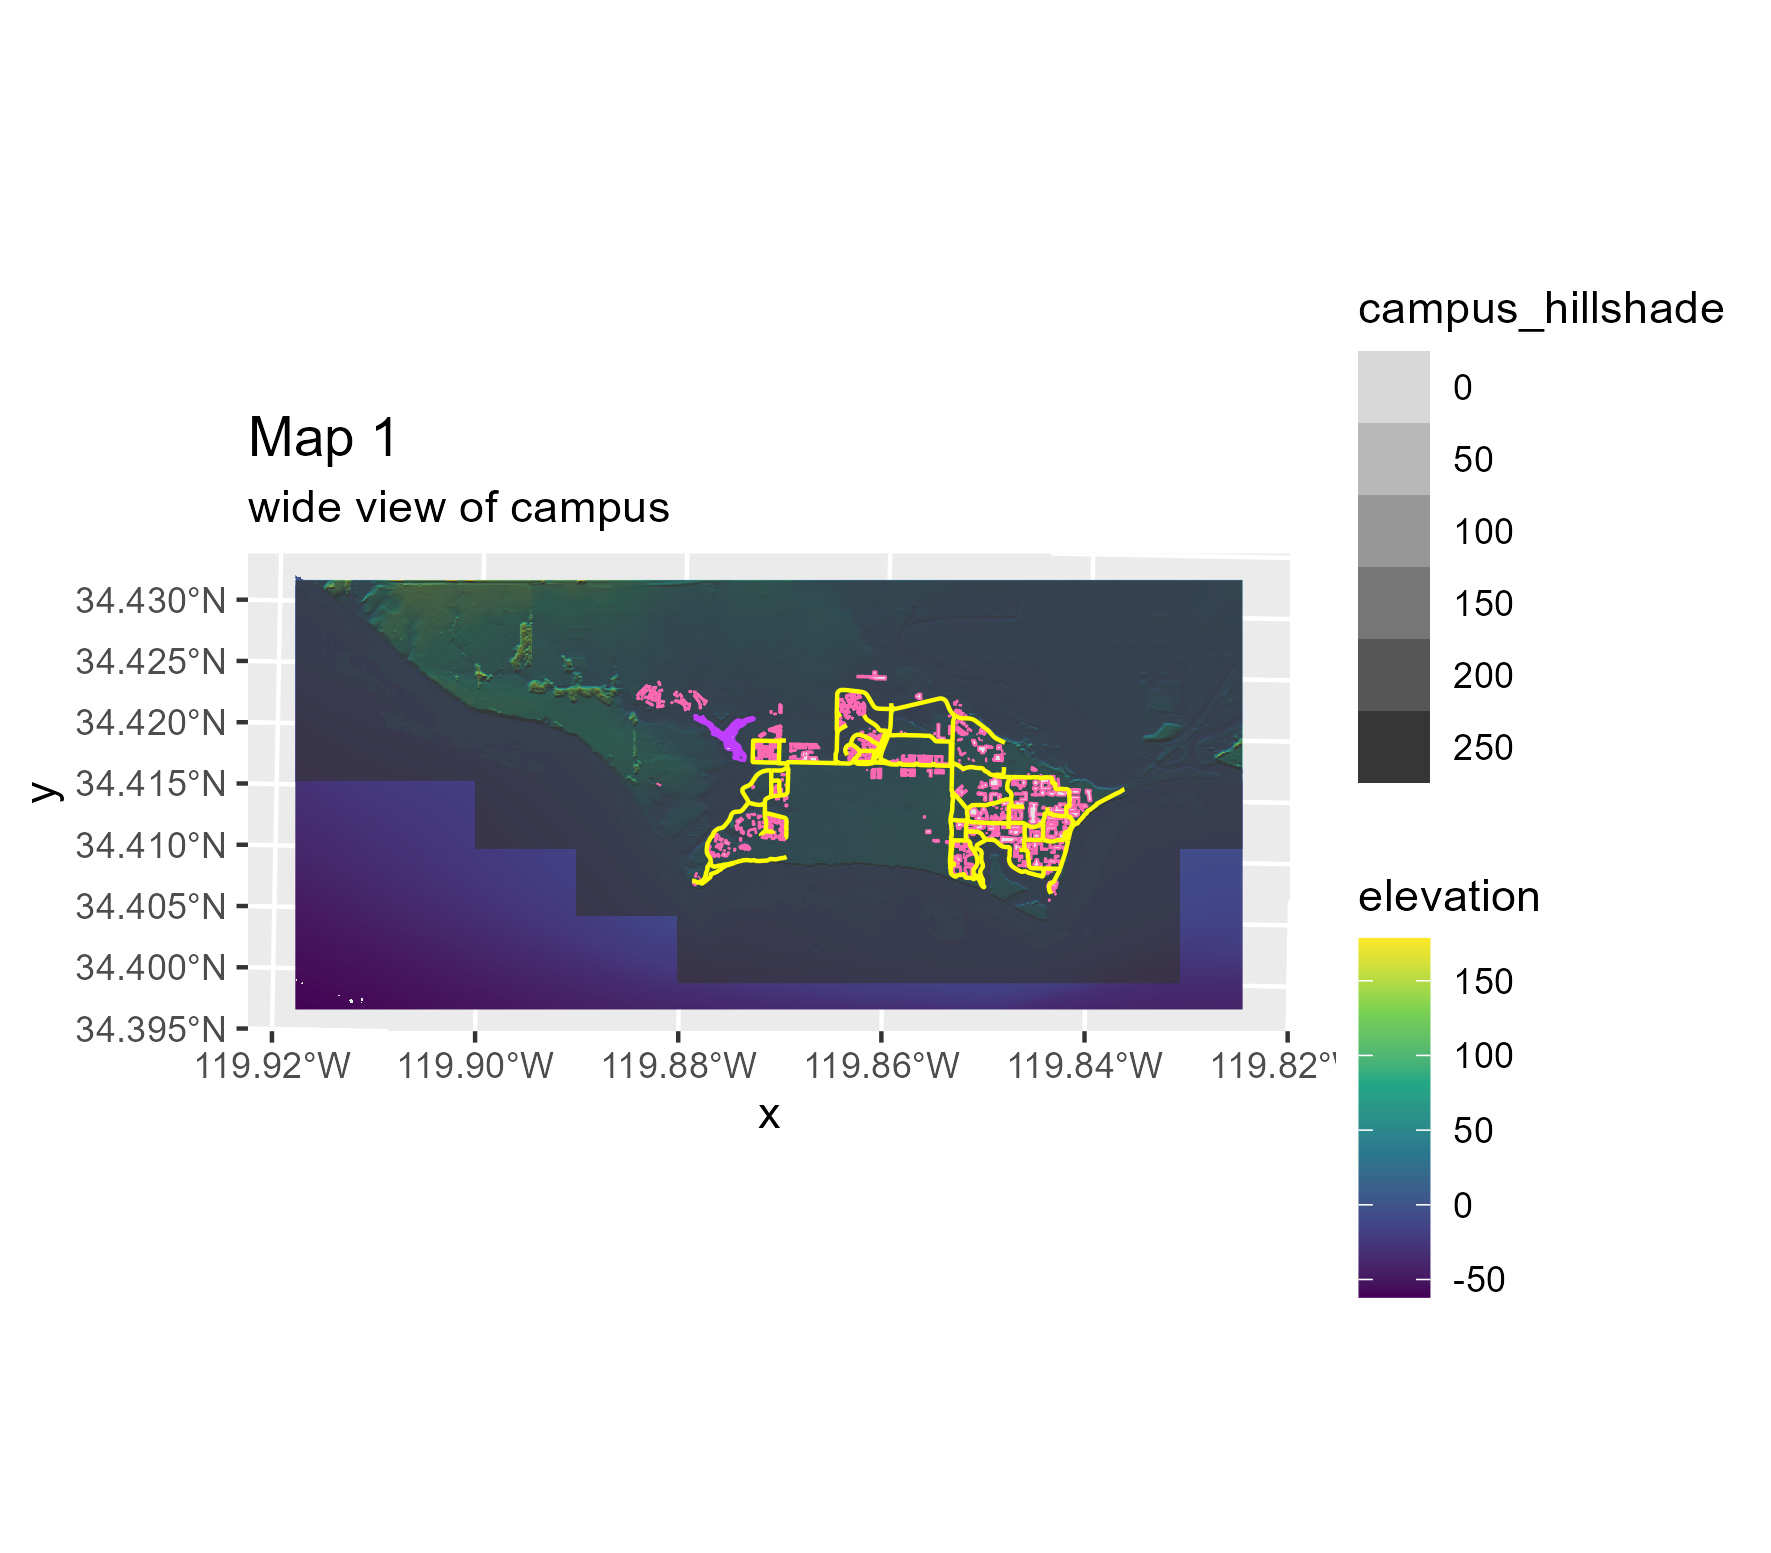 Map 1
wide view of campus
34.430°N
34.425°N
34.420°N
34.415°N
34.410°N
34.405°N
34.400°N
34.395°N
y
119.92°W 119.90°W 119.88°W 119.86°W 119.84°W 119.82°W
x
campus_hillshade
0
50
100
150
200
250
elevation
150
100
50
0
-50